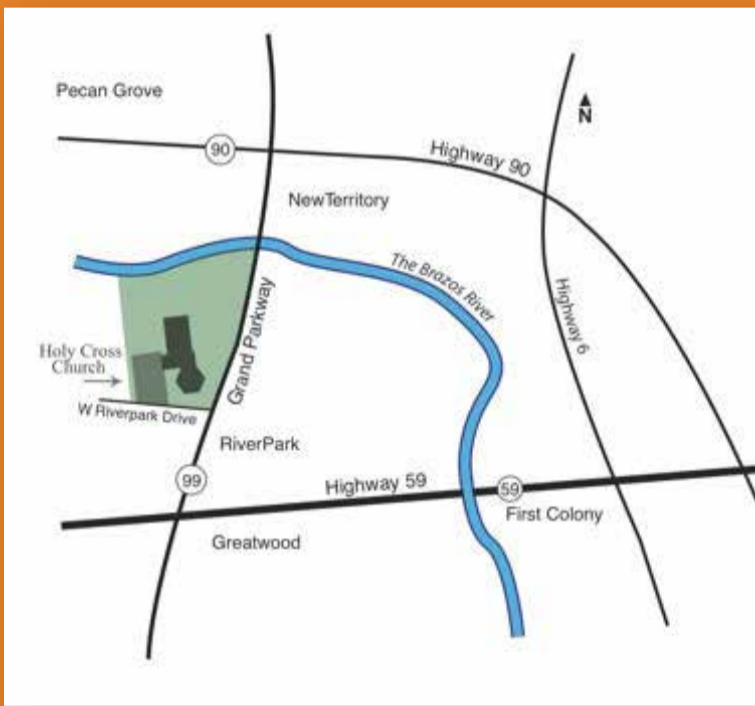 Pecan Grove
N
90
Highway 90
NewTerritory
The Brazos River
Highway 6
Grand Parkway
Holy Cross
Church
W Riverpark Drive
RiverPark
99
Highway 59
59
First Colony
Greatwood